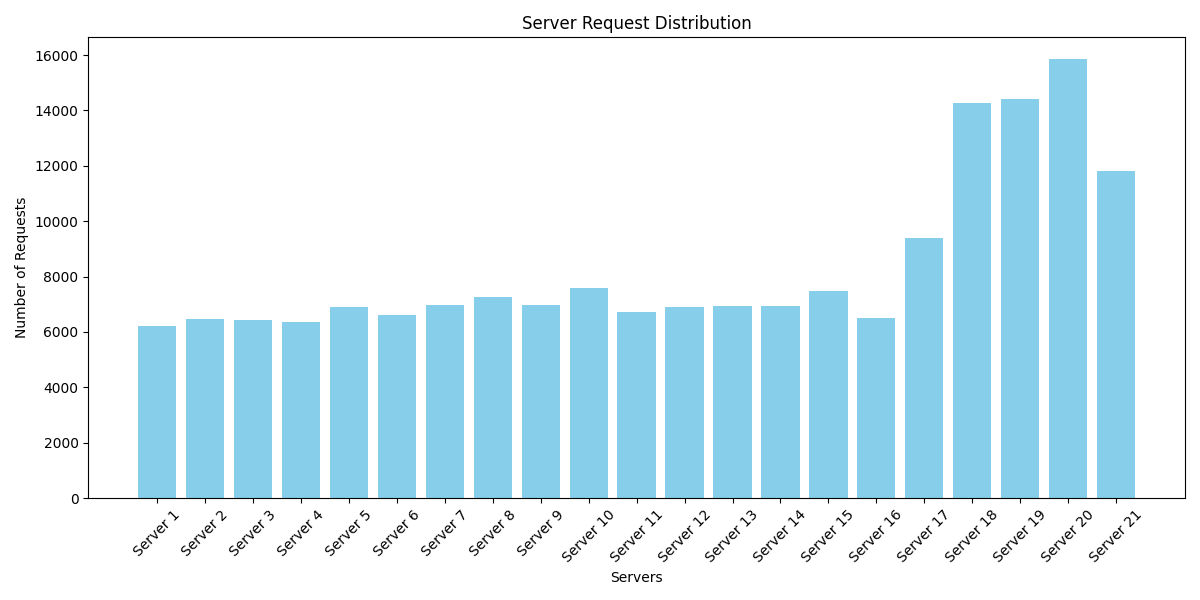 Server Request Distribution
Number of Requests
16000
14000
12000
10000
8000
6000
4000
2000
0
Server 1
Server 2
Server 3
Server 4
Server 5
Server 6
Server 7
Server 8
Server 9
Server 10
Server 11
Server 12
Server 13
Server 14
Server 15
Server 16
Server 17
Server 18
Server 19
Server 20
Server 21
Servers